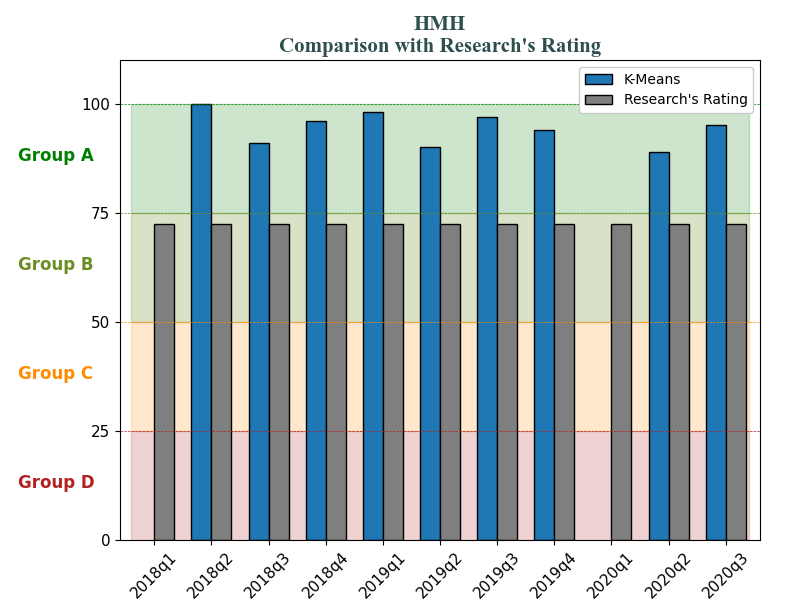 HMH
Comparison with Research's Rating
K-Means
Research's Rating
100
75
50
25
0
Group A
Group B
Group C
Group D
2018q1
2018q2
2018q3
2018q4
2019q1
2019q2
2019q3
2019q4
2020q1
2020q2
2020q3